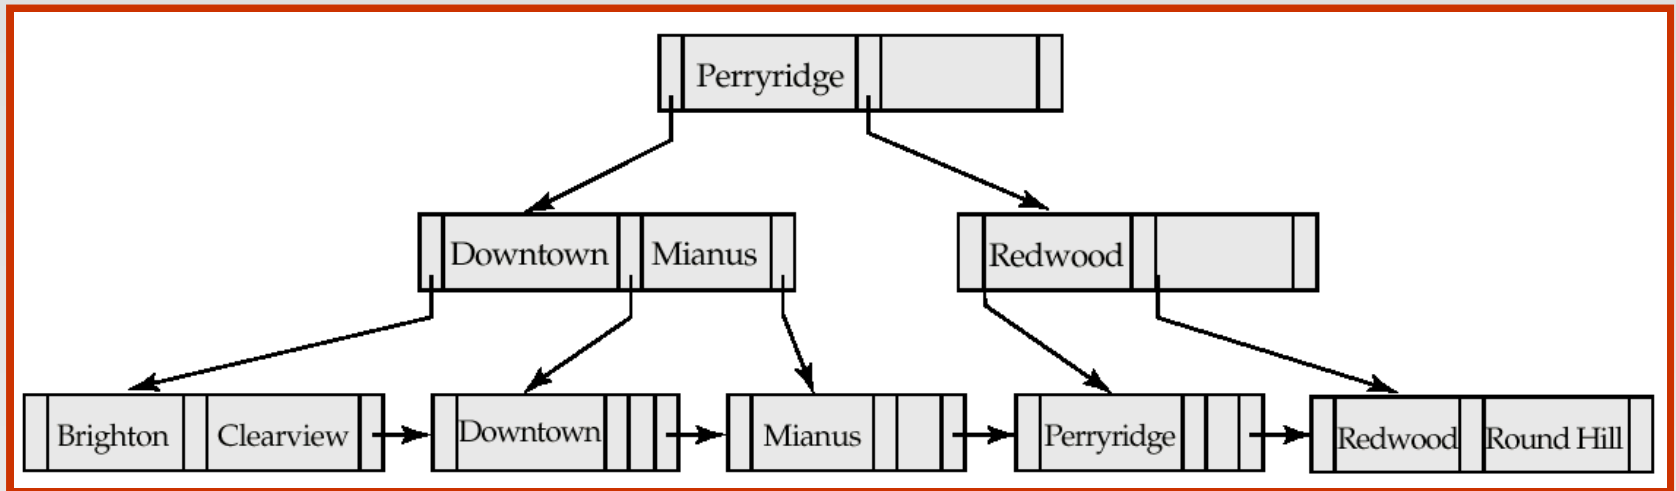 Perryridge
Downtown Mianus
Redwood
Brighton Clearview
Downtown
Mianus
Perryridge
Redwood Round Hill